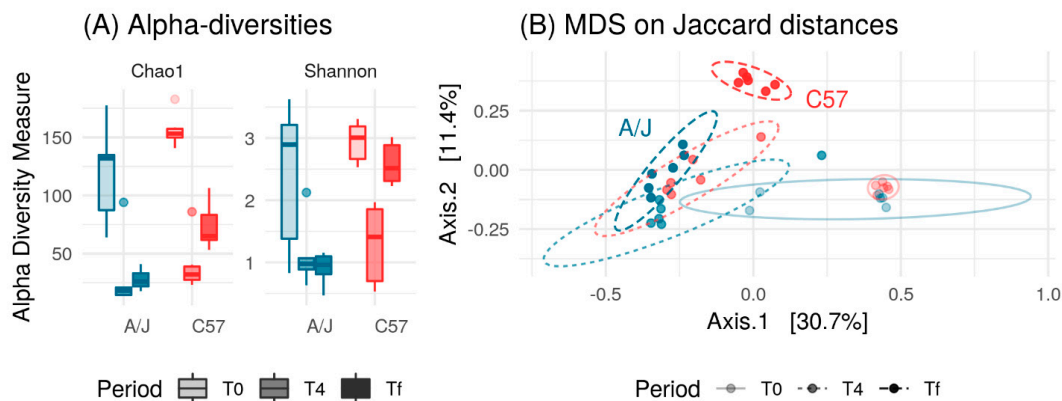 (A) Alpha-diversities
Chao1
Shannon
Alpha Diversity Measure
150
100
50
3
2
1
A/J
C57
A/J
C57
Period
T0
T4
Tf
(B) MDS on Jaccard distances
C57
A/J
Axis.2 [11.4%]
0.25
0.00
-0.25
-0.5
0.0
0.5
1.0
Axis.1 [30.7%]
Period
T0
T4
Tf